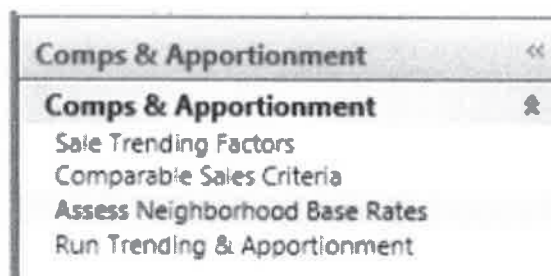 Comps & Apportionment
Comps & Apportionment
Sale Trending Factors
Comparable Sales Criteria
Assess Neighborhood Base Rates
Run Trending & Apportionment